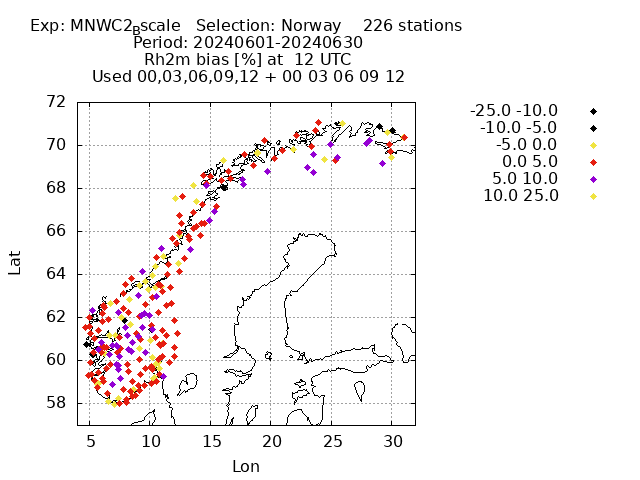 Exp: MNWC2Bscale   Selection: Norway     226 stations
Period: 20240601-20240630
Rh2m bias [%] at  12 UTC
Used 00,03,06,09,12 + 00 03 06 09 12
-25.0 -10.0
-10.0 -5.0
-5.0 0.0
0.0 5.0
5.0 10.0
10.0 25.0
72
70
68
66
64
62
60
58
Lat
5 10 15 20 25 30
Lon